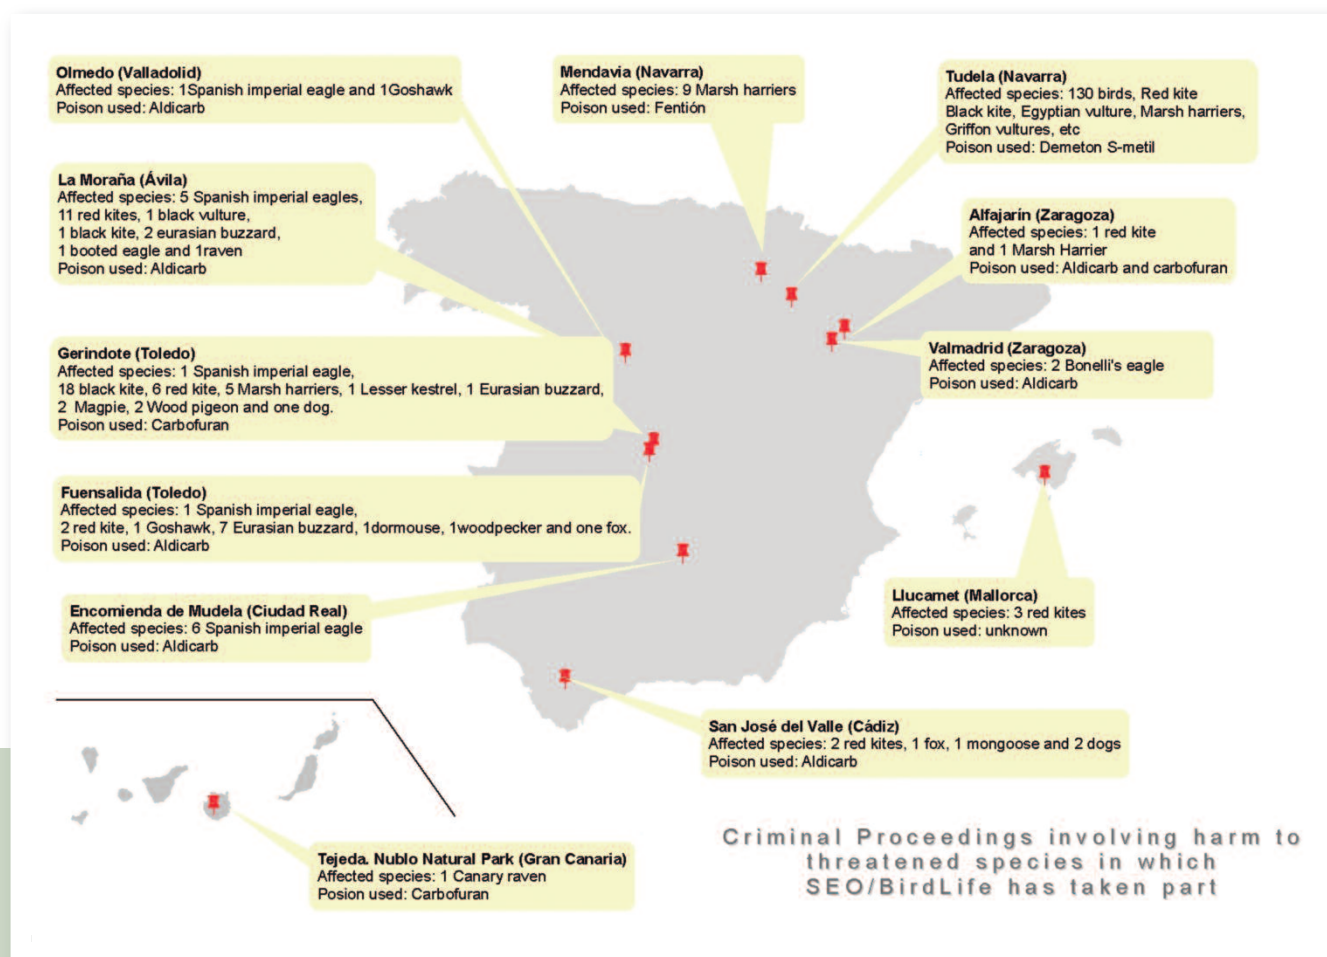 Olmedo (Valladolid)
Affected species: 1Spanish imperial eagle and 1Goshawk
Poison used: Aldicarb
Mendavia (Navarra)
Affected species: 9 Marsh harriers
Poison used: Fentión
Tudela (Navarra)
Affected species: 130 birds, Red kite
Black kite, Egyptian vulture, Marsh harriers,
Griffon vultures, etc
Poison used: Demeton S-metil
La Moraña (Ávila)
Affected species: 5 Spanish imperial eagles,
11 red kites, 1 black vulture,
1 black kite, 2 eurasian buzzard,
1 booted eagle and 1raven
Poison used: Aldicarb
Alfajarín (Zaragoza)
Affected species: 1 red kite
and 1 Marsh Harrier
Poison used: Aldicarb and carbofuran
Gerindote (Toledo)
Affected species: 1 Spanish imperial eagle,
18 black kite, 6 red kite, 5 Marsh harriers, 1 Lesser kestrel, 1 Eurasian buzzard,
2 Magpie, 2 Wood pigeon and one dog.
Poison used: Carbofuran
Valmadrid (Zaragoza)
Affected species: 2 Bonelli's eagle
Poison used: Aldicarb
Fuensalida (Toledo)
Affected species: 1 Spanish imperial eagle,
2 red kite, 1 Goshawk, 7 Eurasian buzzard, 1dormouse, 1woodpecker and one fox.
Poison used: Aldicarb
Encomienda de Mudela (Ciudad Real)
Affected species: 6 Spanish imperial eagle
Poison used: Aldicarb
Llucamet (Mallorca)
Affected species: 3 red kites
Poison used: unknown
San José del Valle (Cádiz)
Affected species: 2 red kites, 1 fox, 1 mongoose and 2 dogs
Poison used: Aldicarb
Tejeda. Nublo Natural Park (Gran Canaria)
Affected species: 1 Canary raven
Posion used: Carbofuran
Criminal Proceedings involving harm to
threatened species in which
SEO/BirdLife has taken part